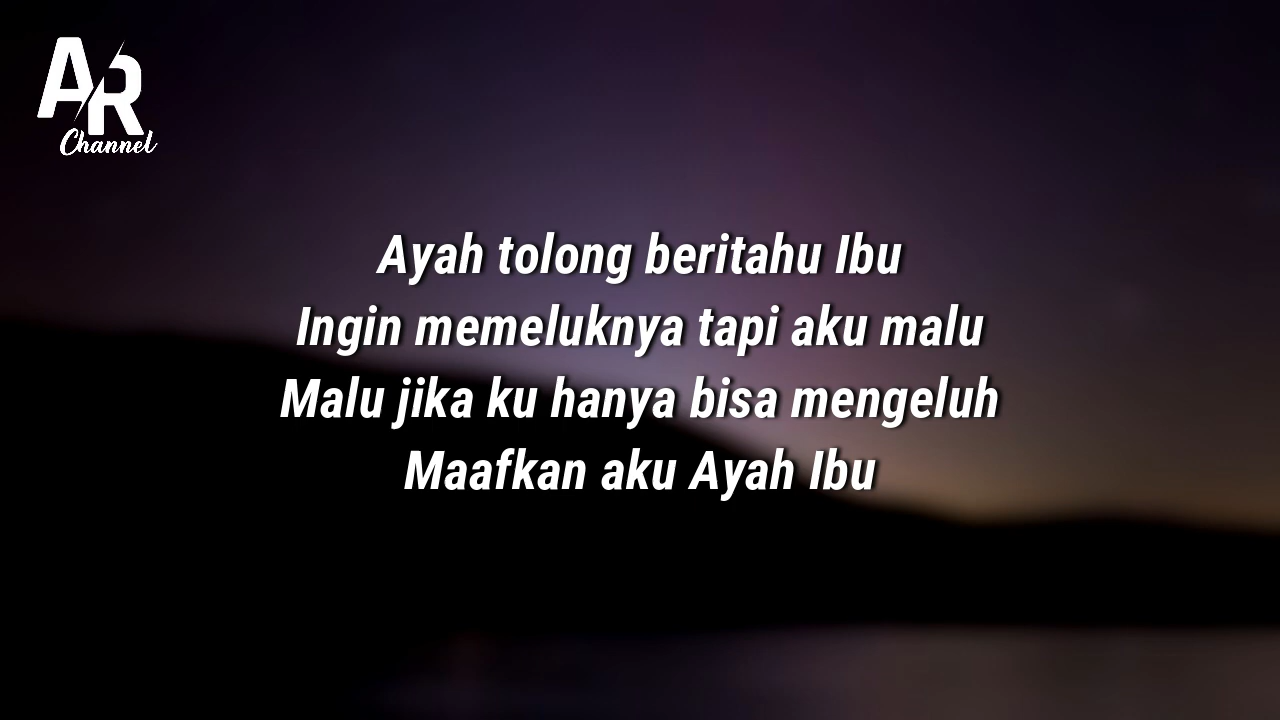 AR
Channel
Ayah tolong beritahu Ibu
Ingin memeluknya tapi aku malu
Malu jika ku hanya bisa mengeluh
Maafkan aku Ayah Ibu